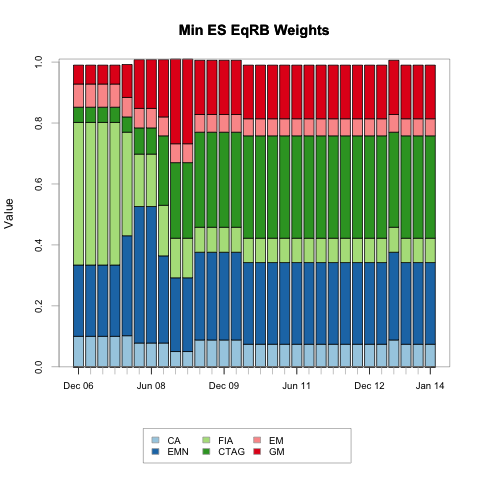 Min ES EqRB Weights
Value
1.0
0.8
0.6
0.4
0.2
0.0
Dec 06 Jun 08 Dec 09 Jun 11 Dec 12 Jan 14
CA FIA EM
EMN CTAG GM